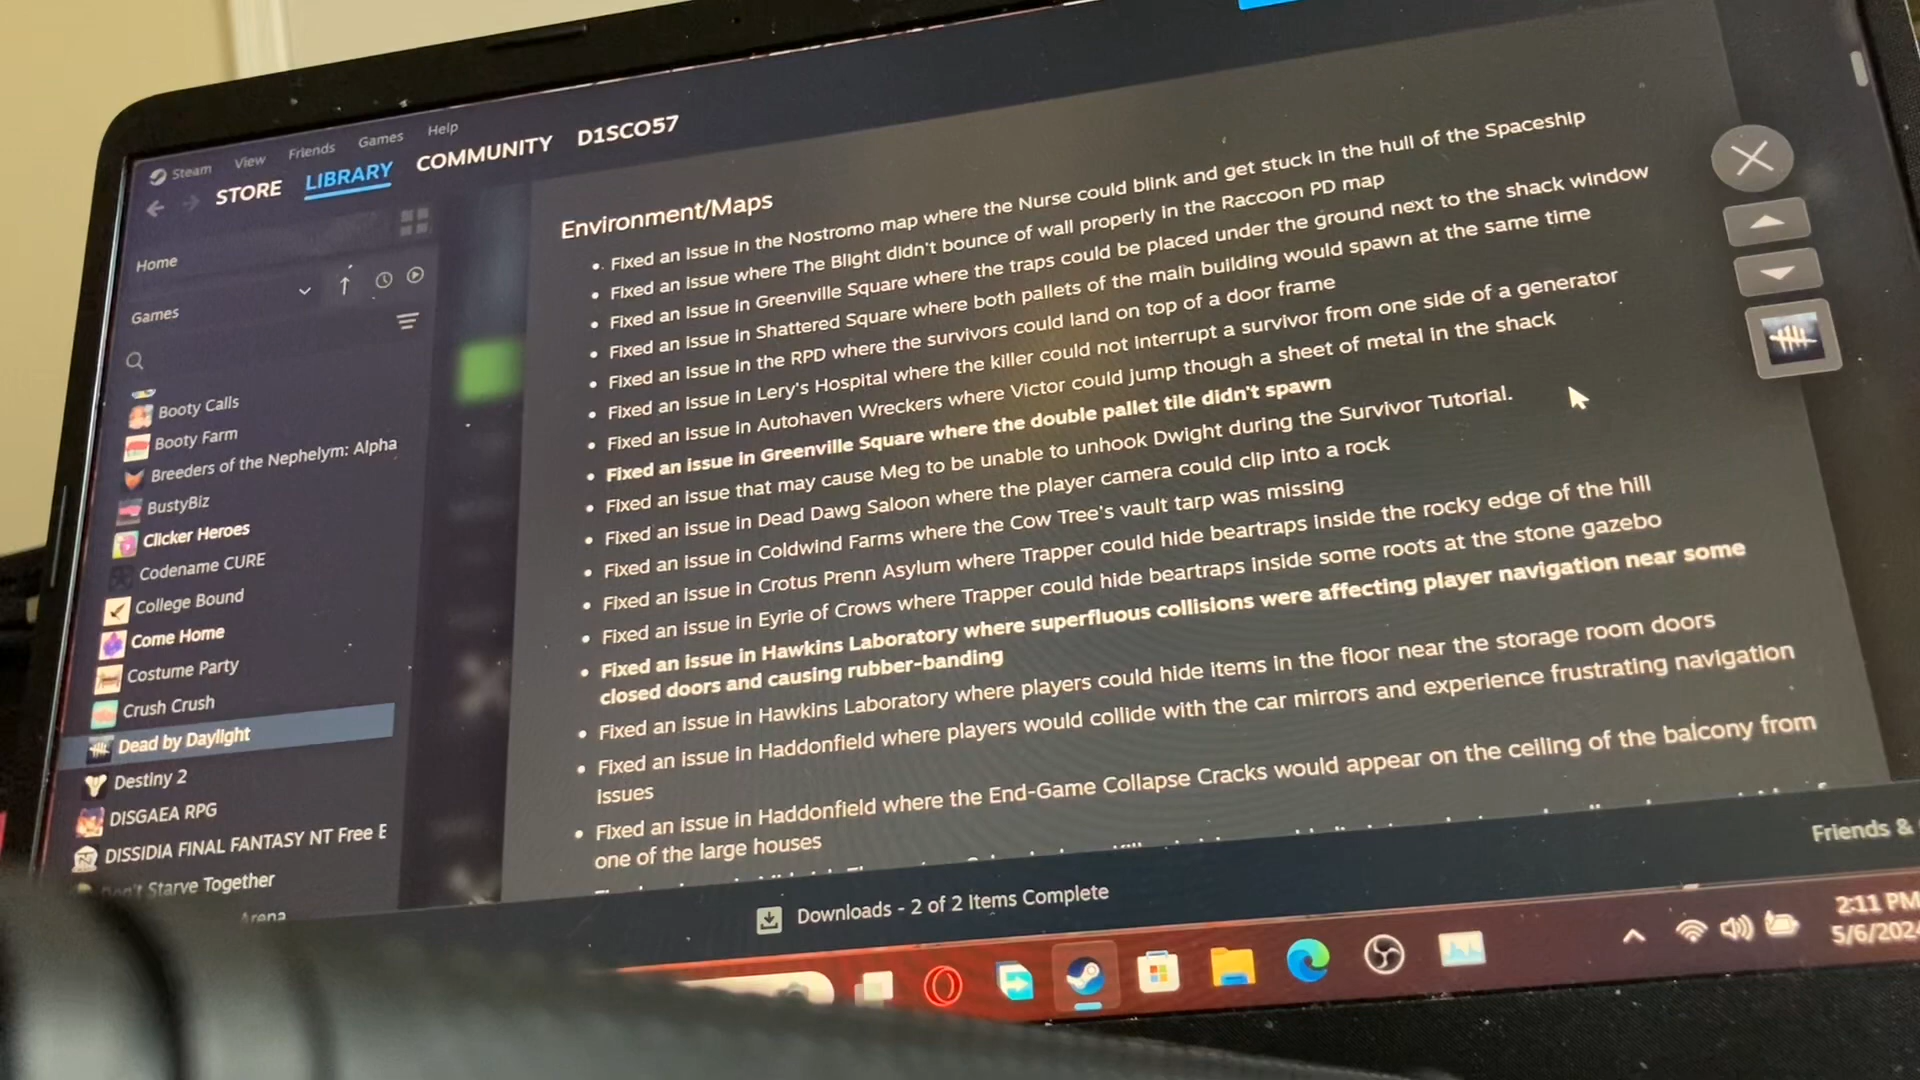 Steam View Friends Games Help
STORE LIBRARY COMMUNITY D1SCO57
Home
Games
Booty Calls
Booty Farm
Breeders of the Nephelym: Alpha
BustyBiz
Clicker Heroes
Codename CURE
College Bound
Come Home
Costume Party
Crush Crush
Dead by Daylight
Destiny 2
DISGAEA RPG
DISSIDIA FINAL FANTASY NT Free E
Don't Starve Together
Arena
Environment/Maps
• Fixed an issue in the Nostromo map where the Nurse could blink and get stuck in the hull of the Spaceship
• Fixed an issue where The Blight didn't bounce of wall properly in the Raccoon PD map
• Fixed an issue in Greenville Square where the traps could be placed under the ground next to the shack window
• Fixed an issue in Shattered Square where both pallets of the main building would spawn at the same time
• Fixed an issue in the RPD where the survivors could land on top of a door frame
• Fixed an issue in Lery's Hospital where the killer could not interrupt a survivor from one side of a generator
• Fixed an issue in Autohaven Wreckers where Victor could jump though a sheet of metal in the shack
• Fixed an issue in Greenville Square where the double pallet tile didn't spawn
• Fixed an issue that may cause Meg to be unable to unhook Dwight during the Survivor Tutorial.
• Fixed an issue in Dead Dawg Saloon where the player camera could clip into a rock
• Fixed an issue in Coldwind Farms where the Cow Tree's vault tarp was missing
• Fixed an issue in Crotus Prenn Asylum where Trapper could hide beartraps inside the rocky edge of the hill
• Fixed an issue in Eyrie of Crows where Trapper could hide beartraps inside some roots at the stone gazebo
• Fixed an issue in Hawkins Laboratory where superfluous collisions were affecting player navigation near some
closed doors and causing rubber-banding
• Fixed an issue in Hawkins Laboratory where players could hide items in the floor near the storage room doors
• Fixed an issue in Haddonfield where players would collide with the car mirrors and experience frustrating navigation
issues
• Fixed an issue in Haddonfield where the End-Game Collapse Cracks would appear on the ceiling of the balcony from
one of the large houses
Downloads - 2 of 2 Items Complete
Friends &
2:11 PM
5/6/2024